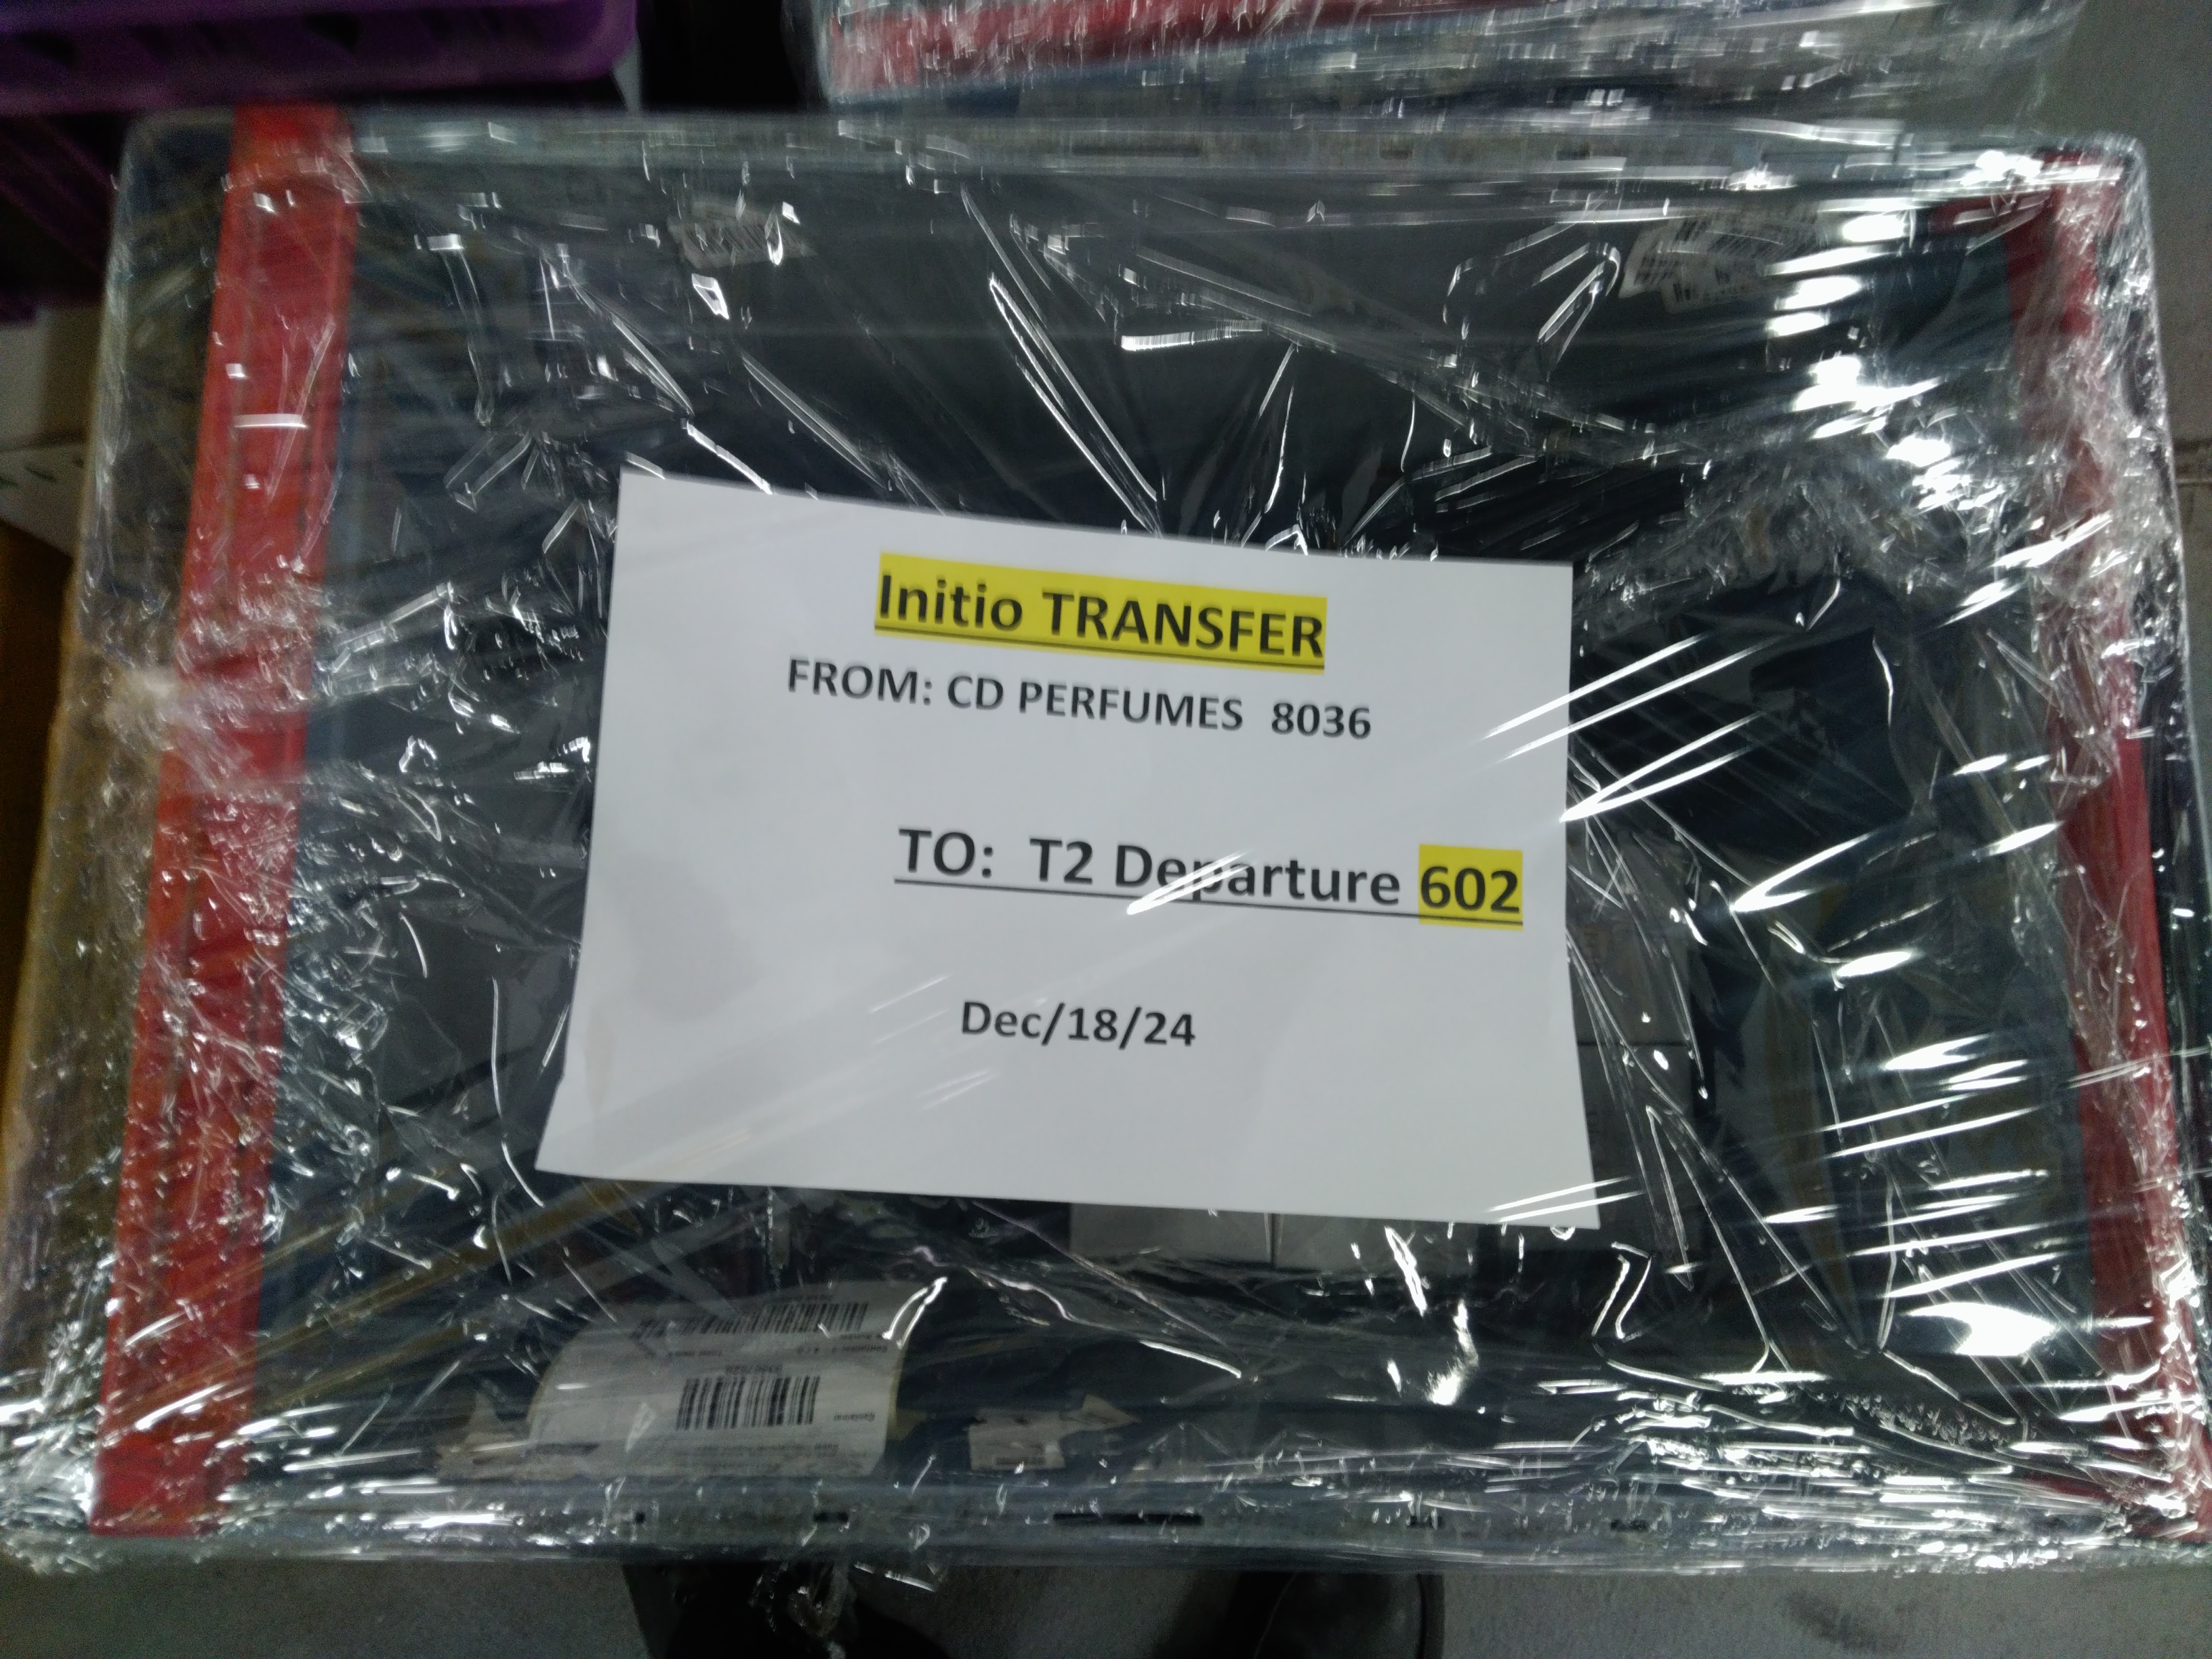 Initio TRANSFER
FROM: CD PERFUMES 8036
TO: T2 Departure 602
Dec/18/24